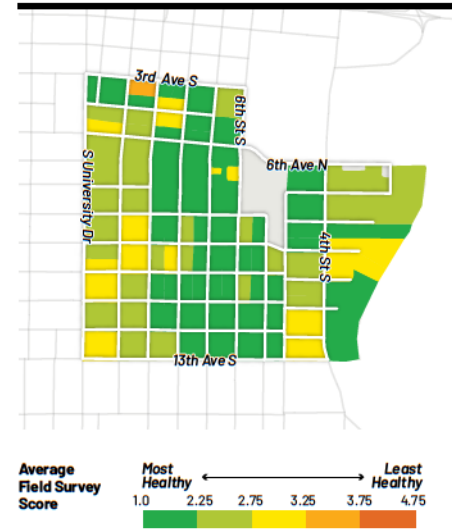 3rd Ave S
6th St S
6th Ave N
S University Dr
4th St S
13th Ave S
Average
Field Survey
Score
Most
Healthy
Least
Healthy
1.0 2.25 2.75 3.25 3.75 4.75